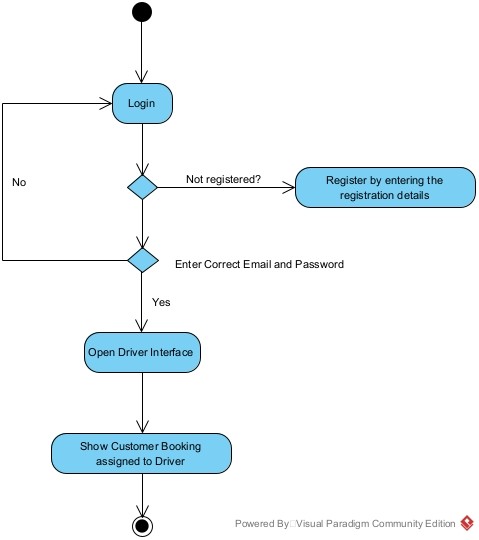 Login
Not registered?
Register by entering the
registration details
No
Enter Correct Email and Password
Yes
Open Driver Interface
Show Customer Booking
assigned to Driver
Powered By Visual Paradigm Community Edition